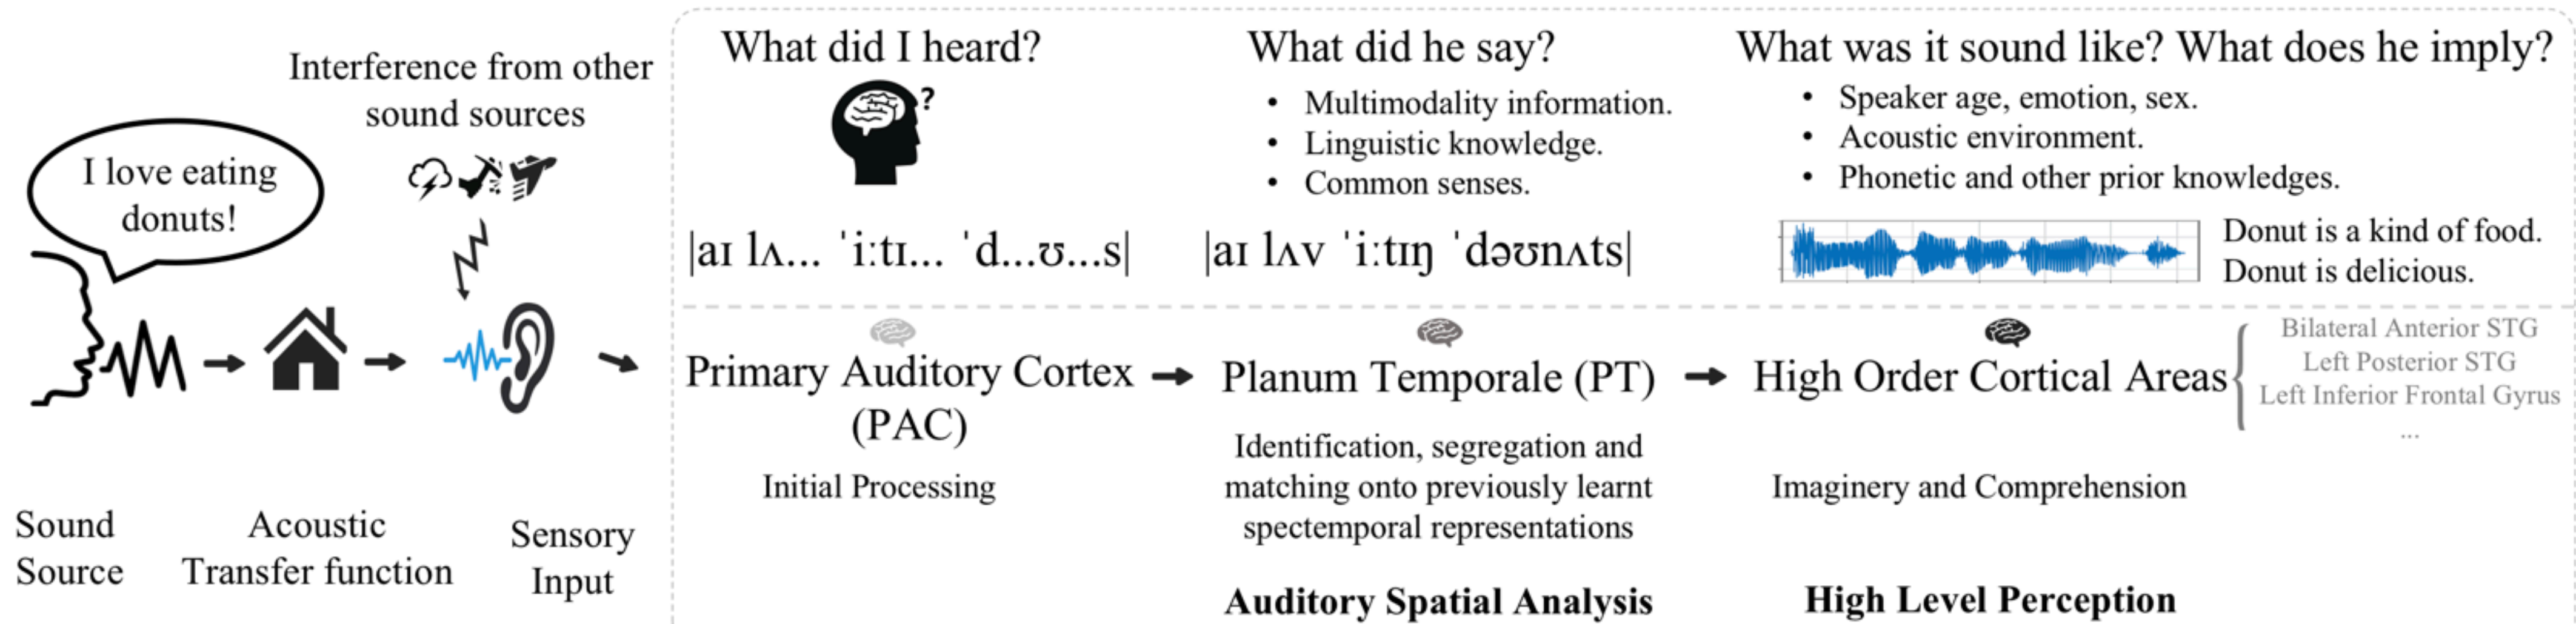 Interference from other
sound sources
I love eating
donuts!
Sound
Source
Acoustic
Transfer function
Sensory
Input
What did I heard?
?
|aɪ lʌ... ˈiːtɪ... ˈd...ʊ...s|
What did he say?
• Multimodality information.
• Linguistic knowledge.
• Common senses.
|aɪ lʌv ˈiːtɪŋ ˈdəʊnʌts|
What was it sound like? What does he imply?
• Speaker age, emotion, sex.
• Acoustic environment.
• Phonetic and other prior knowledges.
Donut is a kind of food.
Donut is delicious.
Primary Auditory Cortex
(PAC)
Initial Processing
Planum Temporale (PT)
Identification, segregation and
matching onto previously learnt
spectemporal representations
Auditory Spatial Analysis
High Order Cortical Areas
Bilateral Anterior STG
Left Posterior STG
Left Inferior Frontal Gyrus
...
Imaginery and Comprehension
High Level Perception